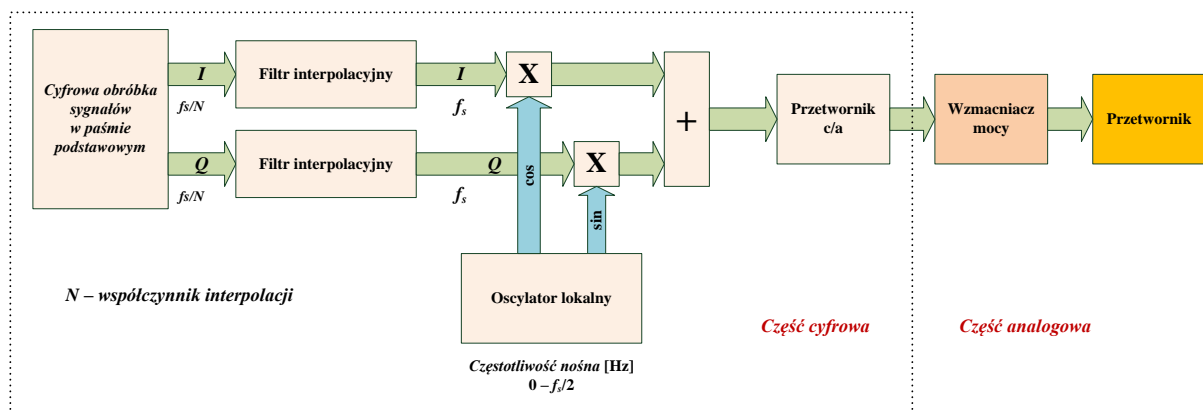 Cyfrowa obróbka
sygnałów
w paśmie
podstawowym
I
fs/N
Filtr interpolacyjny
I
fs
X
Q
fs/N
Filtr interpolacyjny
Q
fs
X
cos
sin
+
Przetwornik
c/a
Wzmacniacz
mocy
Przetwornik
N – współczynnik interpolacji
Oscylator lokalny
Częstotliwość nośna [Hz]
0 – fs/2
Część cyfrowa
Część analogowa